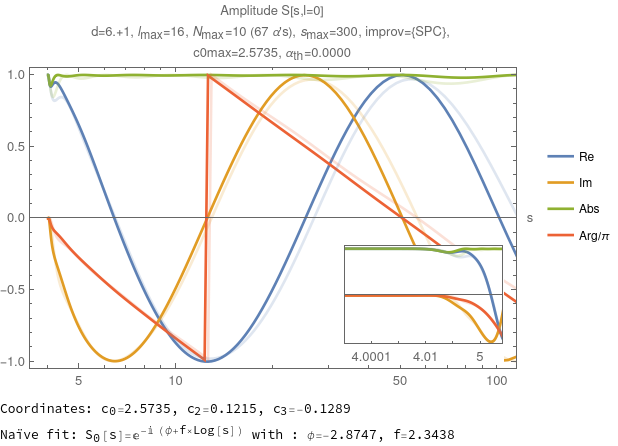 Amplitude S[s,l=0]
d=6.+1, lmax=16, Nmax=10 (67 α's), smax=300, improv={SPC},
c0max=2.5735, αth=0.0000
1.0
0.5
0.0
−0.5
−1.0
5
10
50
100
s
Re
Im
Abs
Arg/π
4.0001
4.01
5
Coordinates: c0=2.5735, c2=0.1215, c3=-0.1289
Naïve fit: S0[s]=e^-i (ϕ+f×Log[s]) with : ϕ=-2.8747, f=2.3438